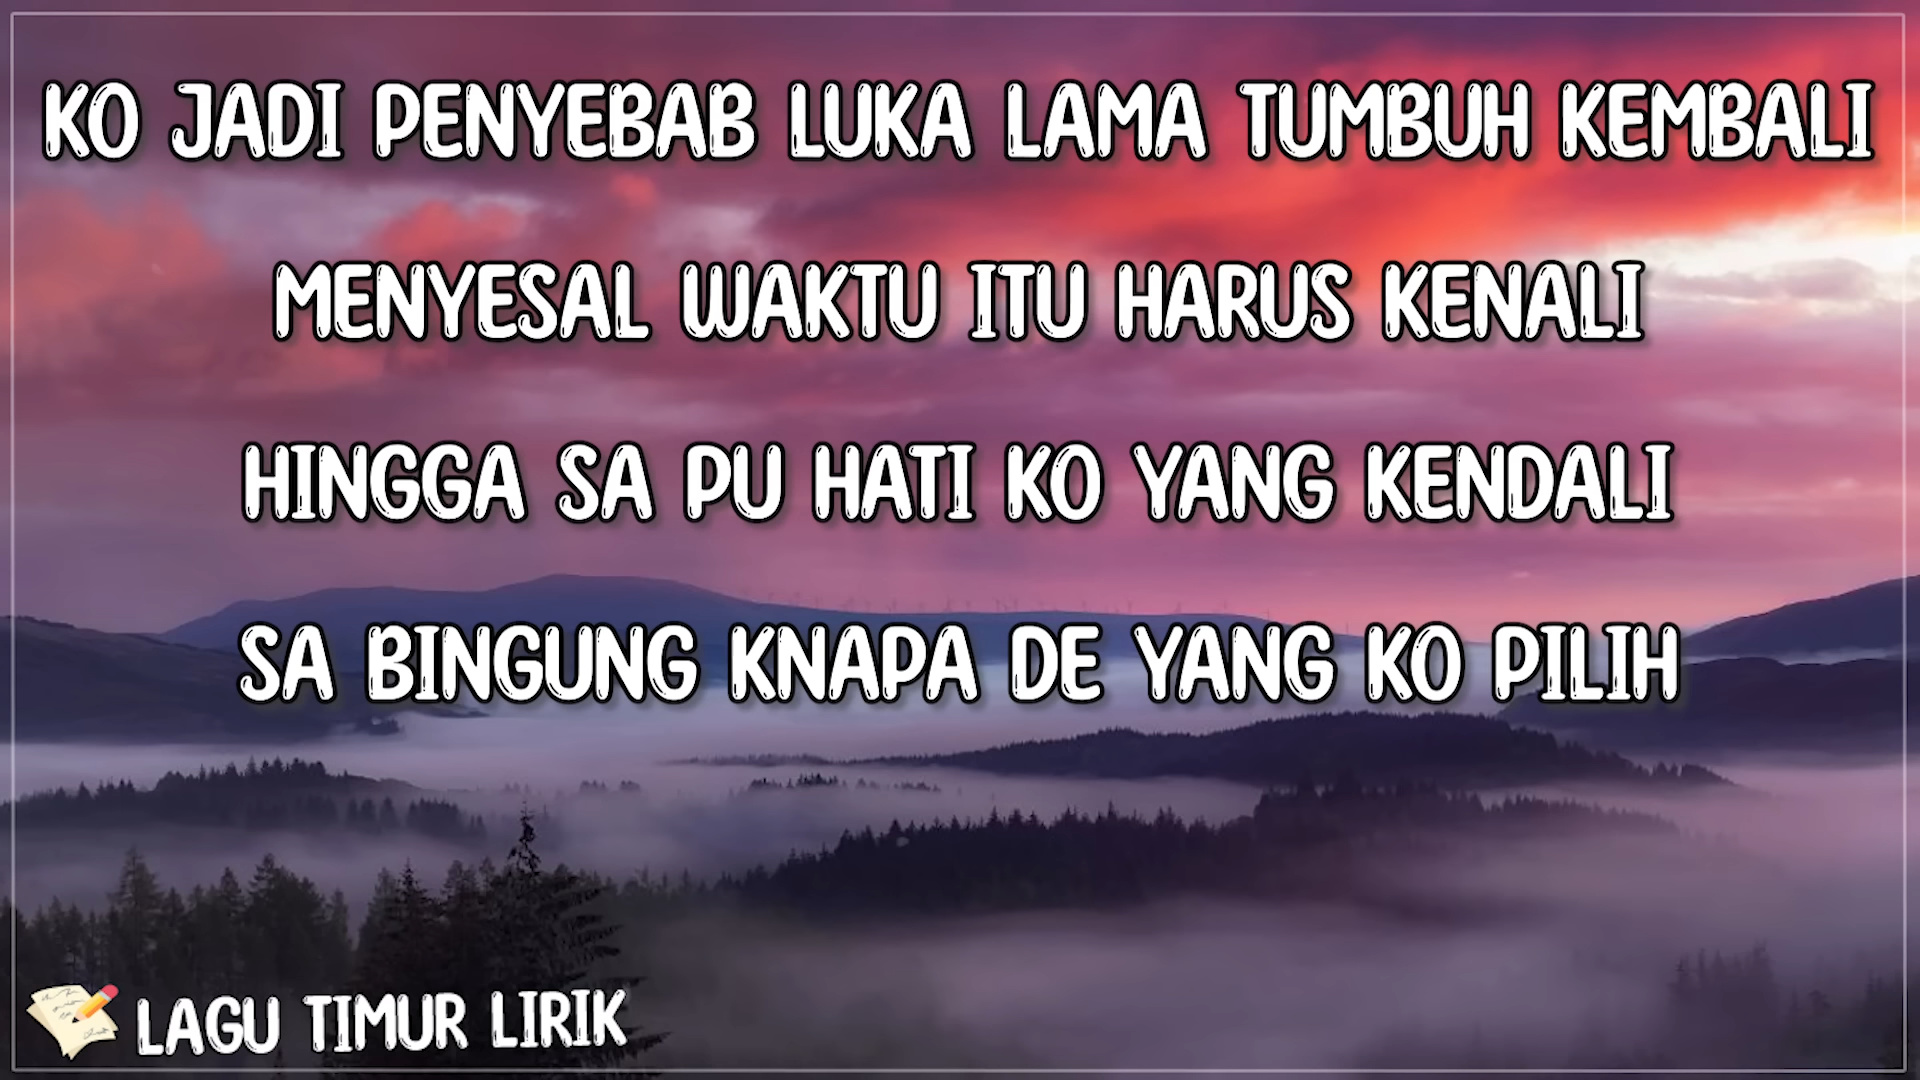 KO JADI PENYEBAB LUKA LAMA TUMBUH KEMBALI
MENYESAL WAKTU ITU HARUS KENALI
HINGGA SA PU HATI KO YANG KENDALI
SA BINGUNG KNAPA DE YANG KO PILIH
LAGU TIMUR LIRIK